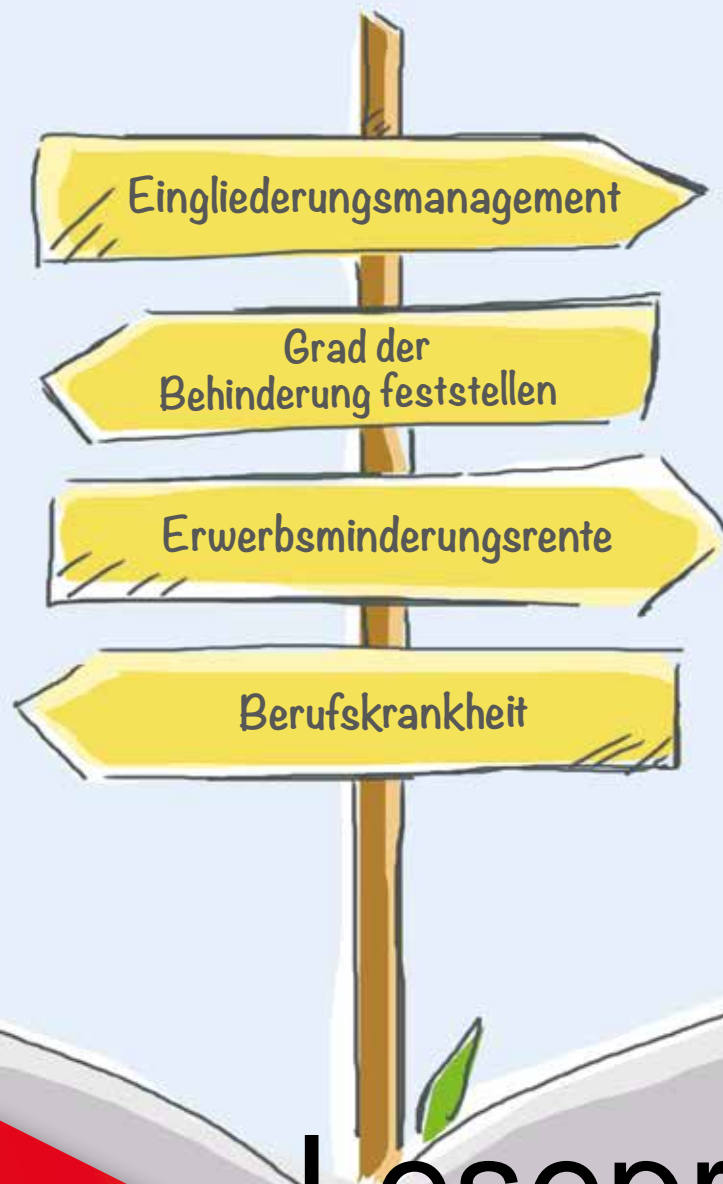 Eingliederungsmanagement
Grad der
Behinderung feststellen
Erwerbsminderungsrente
Berufskrankheit